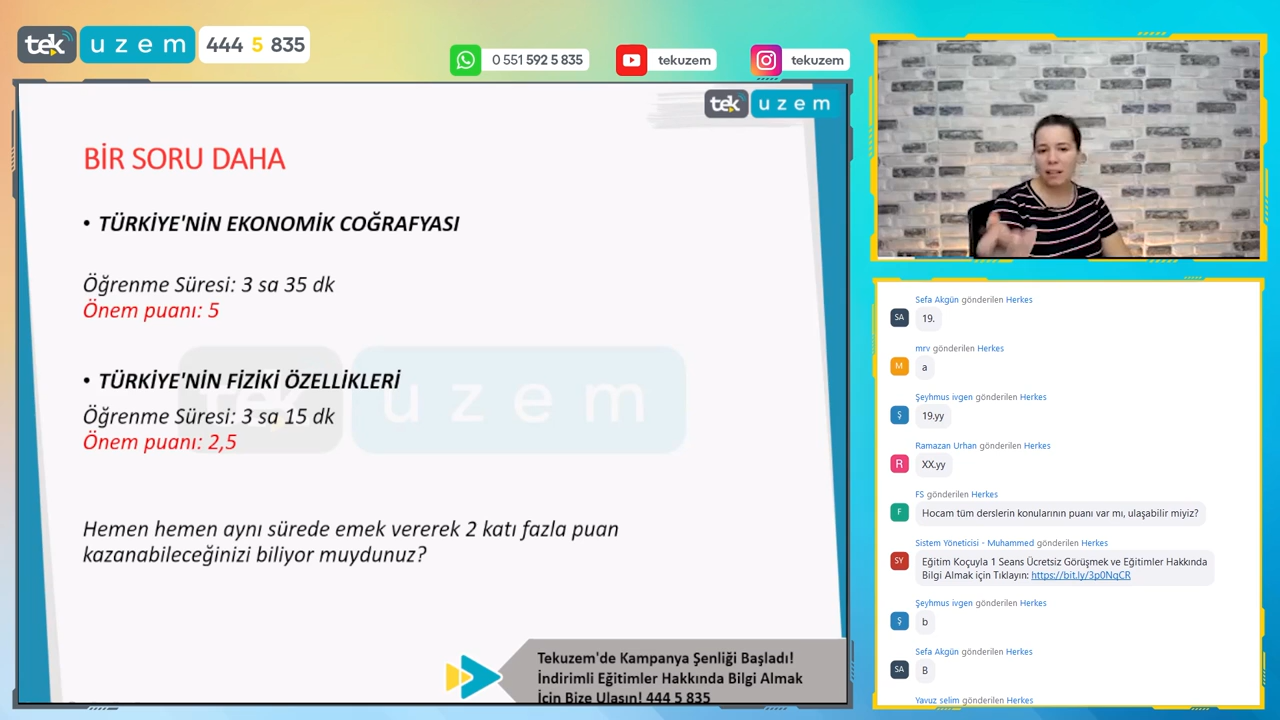 tek uzem 444 5 835
0 551 592 5 835
tekuzem
tekuzem
tek uzem
BİR SORU DAHA
• TÜRKİYE'NİN EKONOMİK COĞRAFYASI
Öğrenme Süresi: 3 sa 35 dk
Önem puanı: 5
• TÜRKİYE'NİN FİZİKİ ÖZELLİKLERİ
Öğrenme Süresi: 3 sa 15 dk
Önem puanı: 2,5
tek uzem
Hemen hemen aynı sürede emek vererek 2 katı fazla puan
kazanabileceğinizi biliyor muydunuz?
Tekuzem'de Kampanya Şenliği Başladı!
İndirimli Eğitimler Hakkında Bilgi Almak
İçin Bize Ulaşın! 444 5 835
Sefa Akgün gönderilen Herkes
SA
19.
mrv gönderilen Herkes
M
a
Şeyhmus ivgen gönderilen Herkes
Ş
19.yy
Ramazan Urhan gönderilen Herkes
R
XX.yy
FS gönderilen Herkes
F
Hocam tüm derslerin konularının puanı var mı, ulaşabilir miyiz?
Sistem Yöneticisi - Muhammed gönderilen Herkes
SY
Eğitim Koçuyla 1 Seans Ücretsiz Görüşmek ve Eğitimler Hakkında
Bilgi Almak için Tıklayın: https://bit.ly/3p0NqCR
Şeyhmus ivgen gönderilen Herkes
Ş
b
Sefa Akgün gönderilen Herkes
SA
B
Yavuz selim gönderilen Herkes